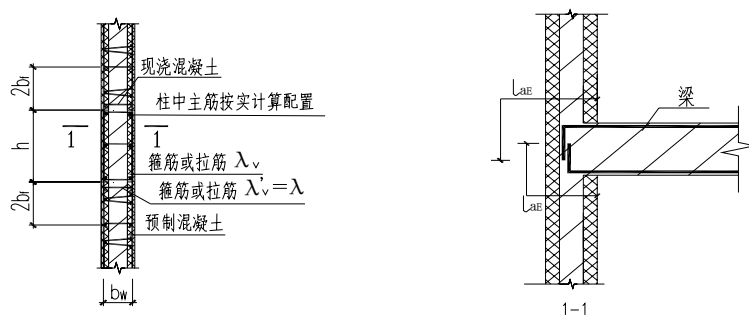 现浇混凝土
柱中主筋按实计算配置
箍筋或拉筋 λv
箍筋或拉筋 λ'v=λ
预制混凝土
2bf
h
2bf
1
1
bw
laE
laE
梁
1-1